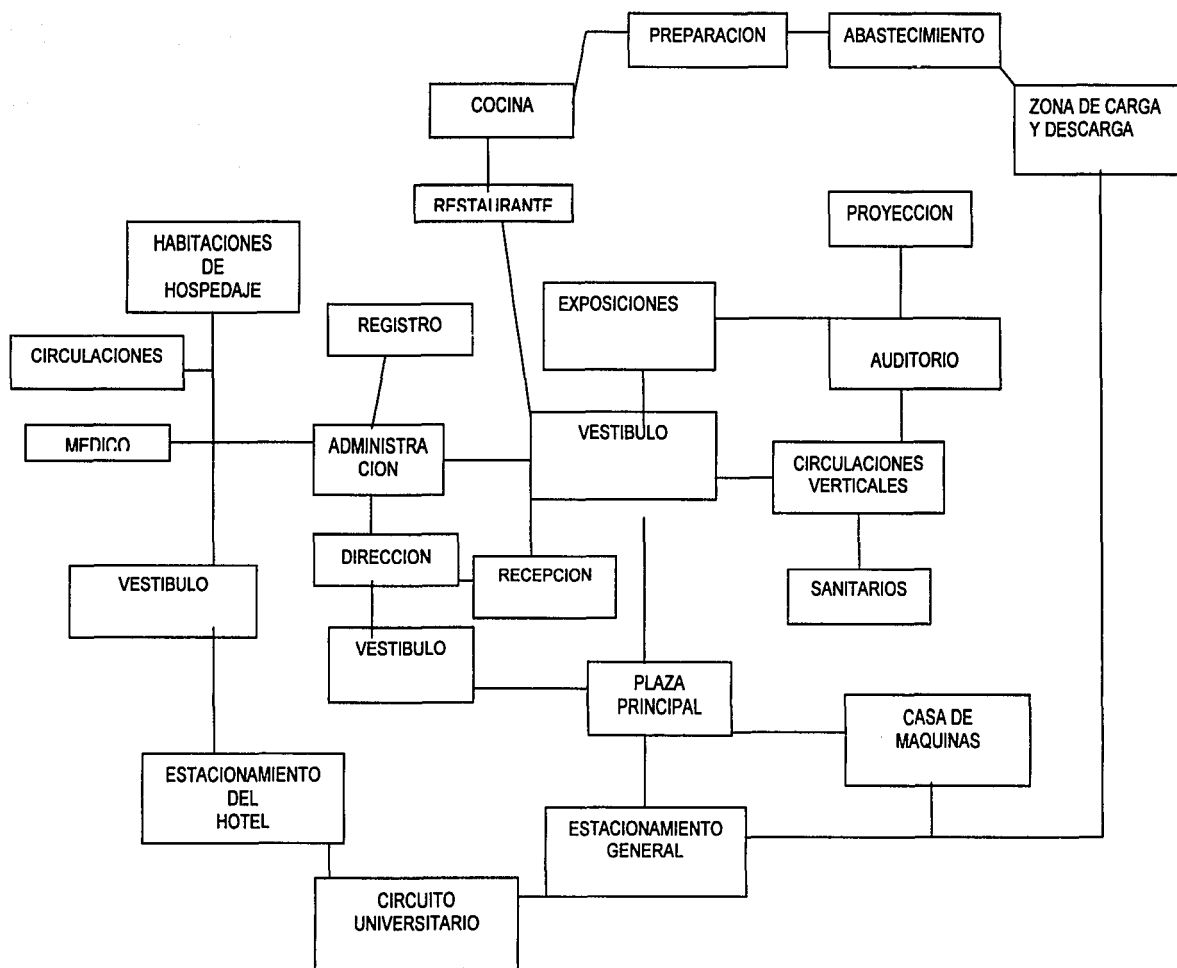 PREPARACION
ABASTECIMIENTO
COCINA
ZONA DE CARGA
Y DESCARGA
RESTAURANTE
PROYECCION
HABITACIONES
DE
HOSPEDAJE
EXPOSICIONES
REGISTRO
CIRCULACIONES
AUDITORIO
MEDICO
ADMINISTRA
CION
VESTIBULO
CIRCULACIONES
VERTICALES
DIRECCION
RECEPCION
VESTIBULO
SANITARIOS
VESTIBULO
PLAZA
PRINCIPAL
CASA DE
MAQUINAS
ESTACIONAMIENTO
DEL
HOTEL
ESTACIONAMIENTO
GENERAL
CIRCUITO
UNIVERSITARIO